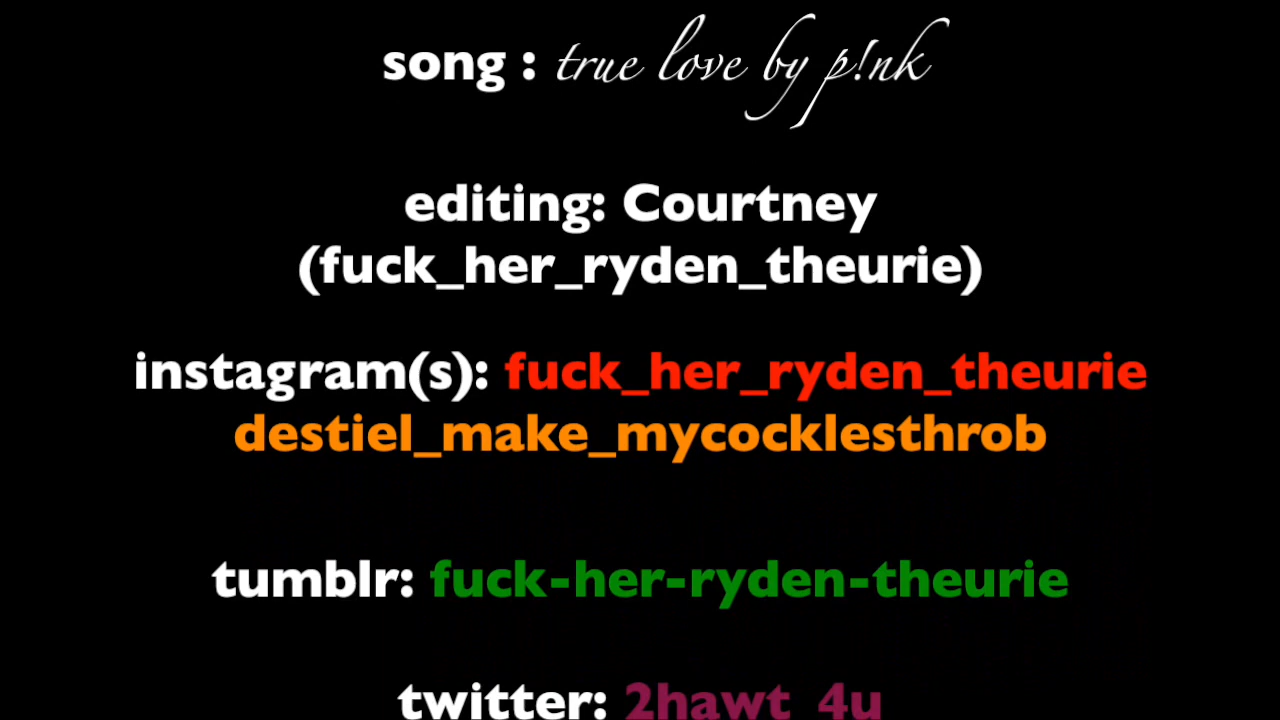 song : true love by p!nk
editing: Courtney
(fuck_her_ryden_theurie)
instagram(s): fuck_her_ryden_theurie
destiel_make_mycocklesthrob
tumblr: fuck-her-ryden-theurie
twitter: 2hawt_4u